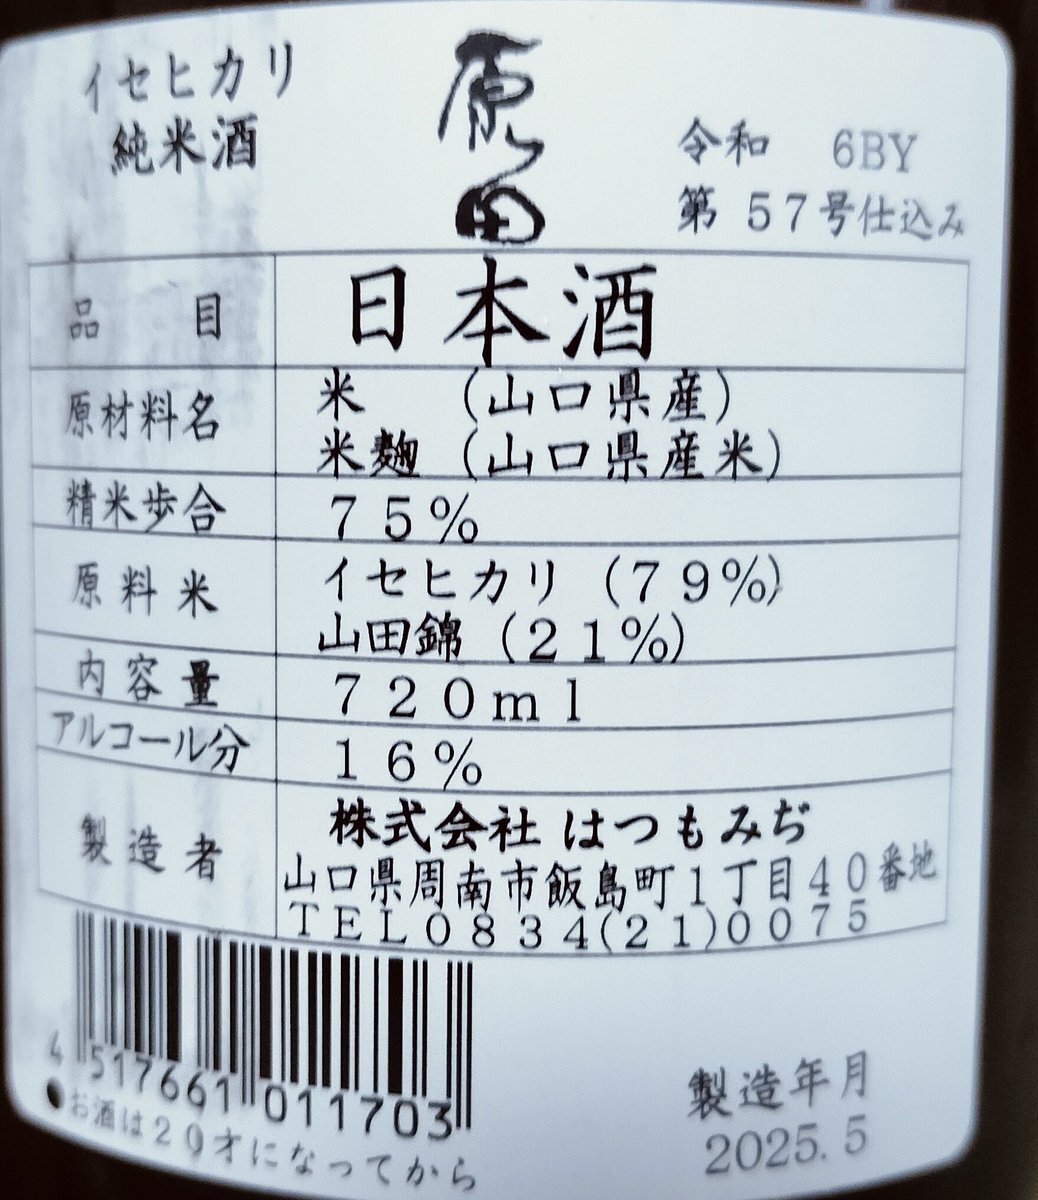 イセヒカリ
純米酒
原田
令和 6BY
第 57号仕込み
品目 日本酒
原材料名 米 (山口県産)
米麹 (山口県産米)
精米歩合 75%
原料米 イセヒカリ (79%)
山田錦 (21%)
内容量 720ml
アルコール分 16%
製造者 株式会社 はつもみぢ
山口県周南市飯島町1丁目40番地
TEL0834(21)0075
4 517661 011703
●お酒は20才になってから
製造年月
2025.5